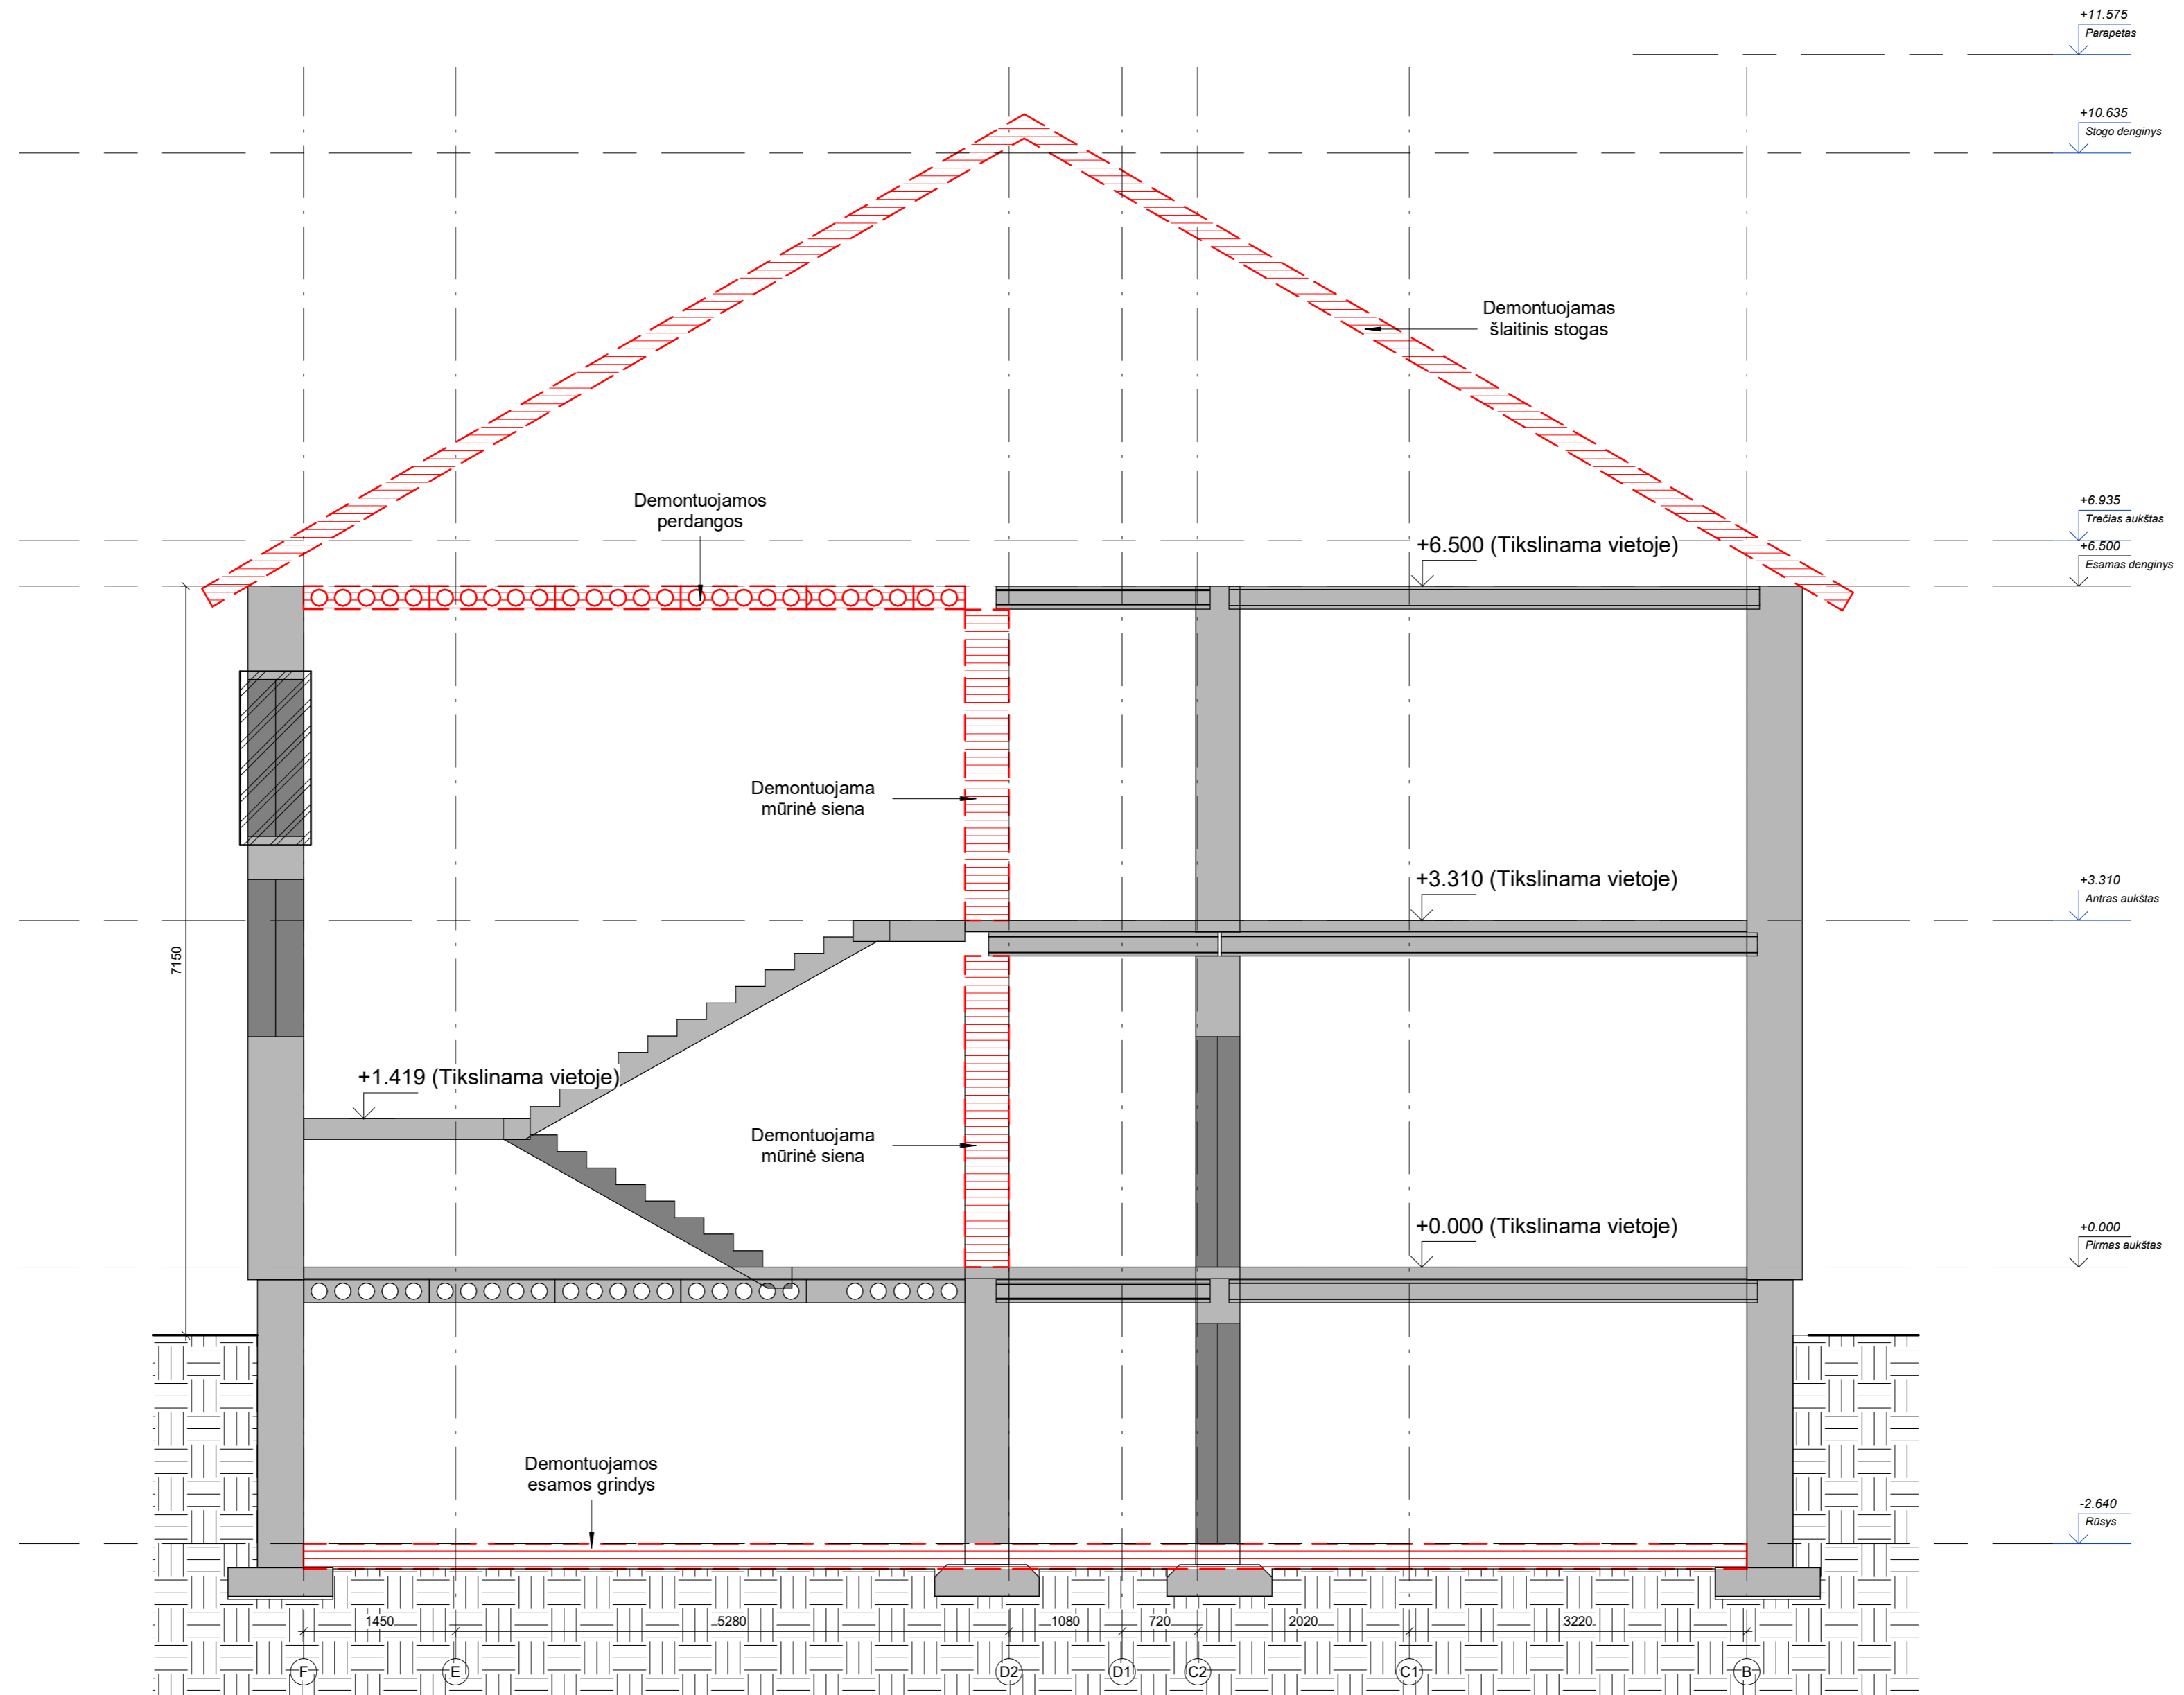 +11.575
Parapetas
+10.635
Stogo denginys
Demontuojamas
šlaitinis stogas
Demontuojamos
perdangos
+6.935
Trečias aukštas
+6.500 (Tikslinama vietoje)
+6.500
Esamas denginys
Demontuojama
mūrinė siena
+3.310 (Tikslinama vietoje)
+3.310
Antras aukštas
7150
+1.419 (Tikslinama vietoje)
Demontuojama
mūrinė siena
+0.000 (Tikslinama vietoje)
+0.000
Pirmas aukštas
Demontuojamos
esamos grindys
-2.640
Rūsys
1450 5280 1080 720 2020 3220
F E D2 D1 C2 C1 B